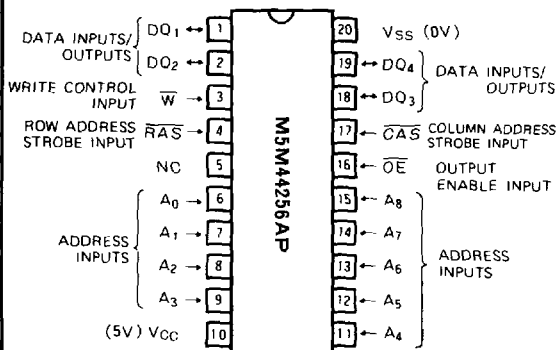 DATA INPUTS/
OUTPUTS
DQ1 ↔ 1
DQ2 ↔ 2
WRITE CONTROL
INPUT
W̅ → 3
ROW ADDRESS
STROBE INPUT
R̅A̅S̅ → 4
NC 5
ADDRESS
INPUTS
A0 → 6
A1 → 7
A2 → 8
A3 → 9
(5V) VCC 10
M5M44256AP
20 VSS (0V)
19 ↔ DQ4
18 ↔ DQ3
DATA INPUTS/
OUTPUTS
17 ← C̅A̅S̅ COLUMN ADDRESS
STROBE INPUT
16 ← O̅E̅ OUTPUT
ENABLE INPUT
15 ← A8
14 ← A7
13 ← A6
12 ← A5
11 ← A4
ADDRESS
INPUTS